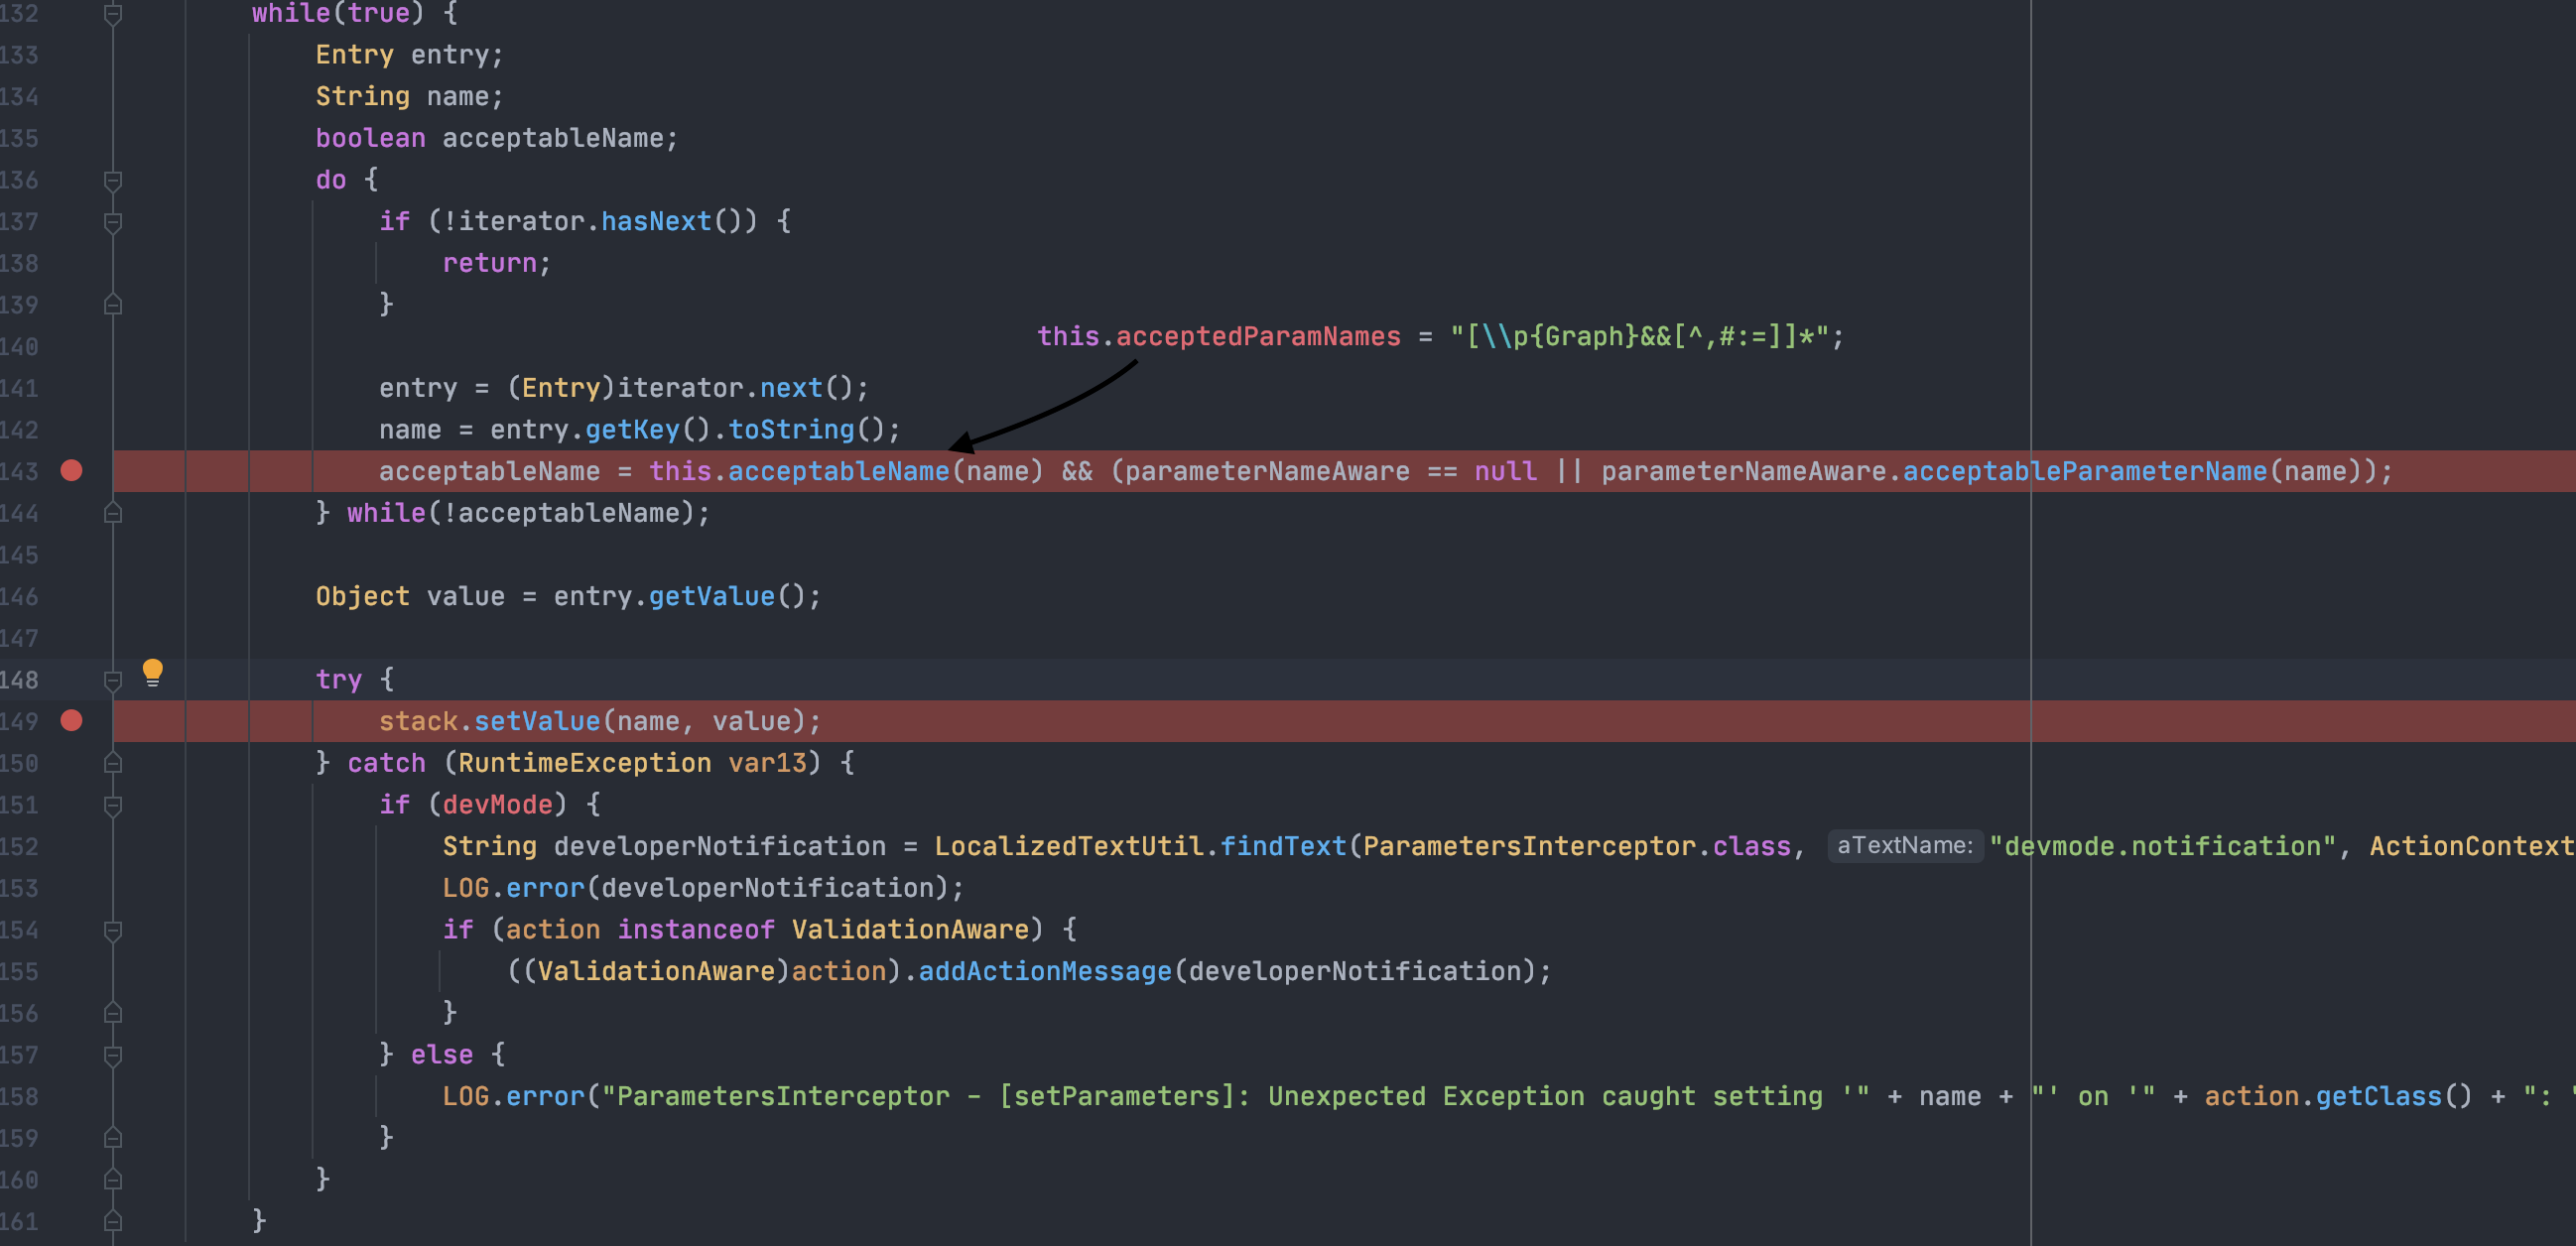 132 while(true) {
133 Entry entry;
134 String name;
135 boolean acceptableName;
136 do {
137 if (!iterator.hasNext()) {
138 return;
139 }
this.acceptedParamNames = "[\\p{Graph}&&[^,#:=]]*";
140
141 entry = (Entry)iterator.next();
142 name = entry.getKey().toString();
143 acceptableName = this.acceptableName(name) && (parameterNameAware == null || parameterNameAware.acceptableParameterName(name));
144 } while(!acceptableName);
145
146 Object value = entry.getValue();
147
148 try {
149 stack.setValue(name, value);
150 } catch (RuntimeException var13) {
151 if (devMode) {
152 String developerNotification = LocalizedTextUtil.findText(ParametersInterceptor.class, aTextName: "devmode.notification", ActionContext
153 LOG.error(developerNotification);
154 if (action instanceof ValidationAware) {
155 ((ValidationAware)action).addActionMessage(developerNotification);
156 }
157 } else {
158 LOG.error("ParametersInterceptor - [setParameters]: Unexpected Exception caught setting '" + name + "' on '" + action.getClass() + ": '
159 }
160 }
161 }